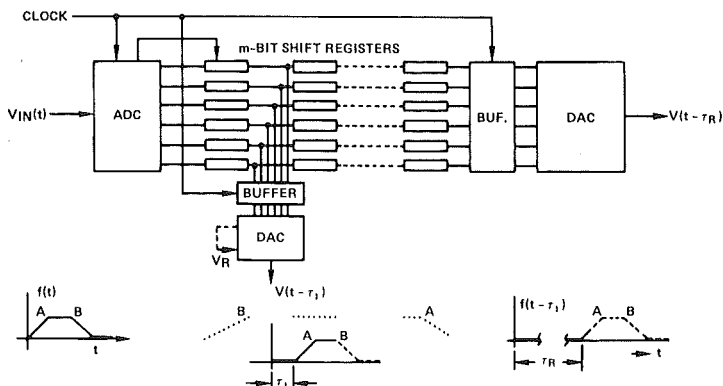 CLOCK
m-BIT SHIFT REGISTERS
VIN(t)
ADC
BUF.
DAC
V(t - τR)
BUFFER
DAC
VR
V(t - τ1)
f(t)
A B
t
B
A
A B
τ1
f(t - τ1)
A B
τR
t